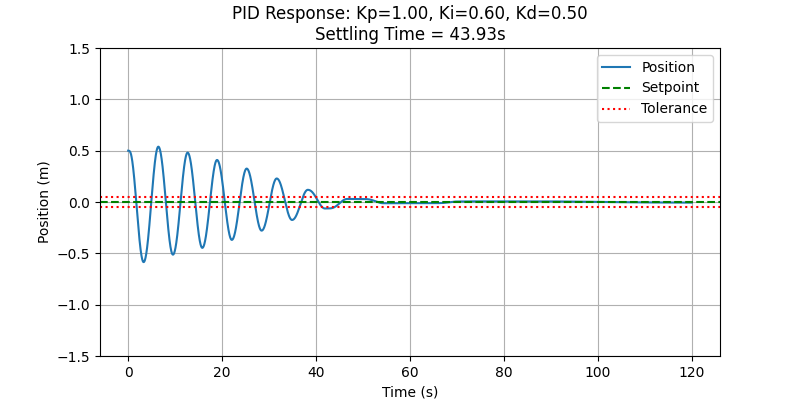 PID Response: Kp=1.00, Ki=0.60, Kd=0.50
Settling Time = 43.93s
1.5
1.0
0.5
0.0
−0.5
−1.0
−1.5
Position (m)
Position
Setpoint
Tolerance
0 20 40 60 80 100 120
Time (s)